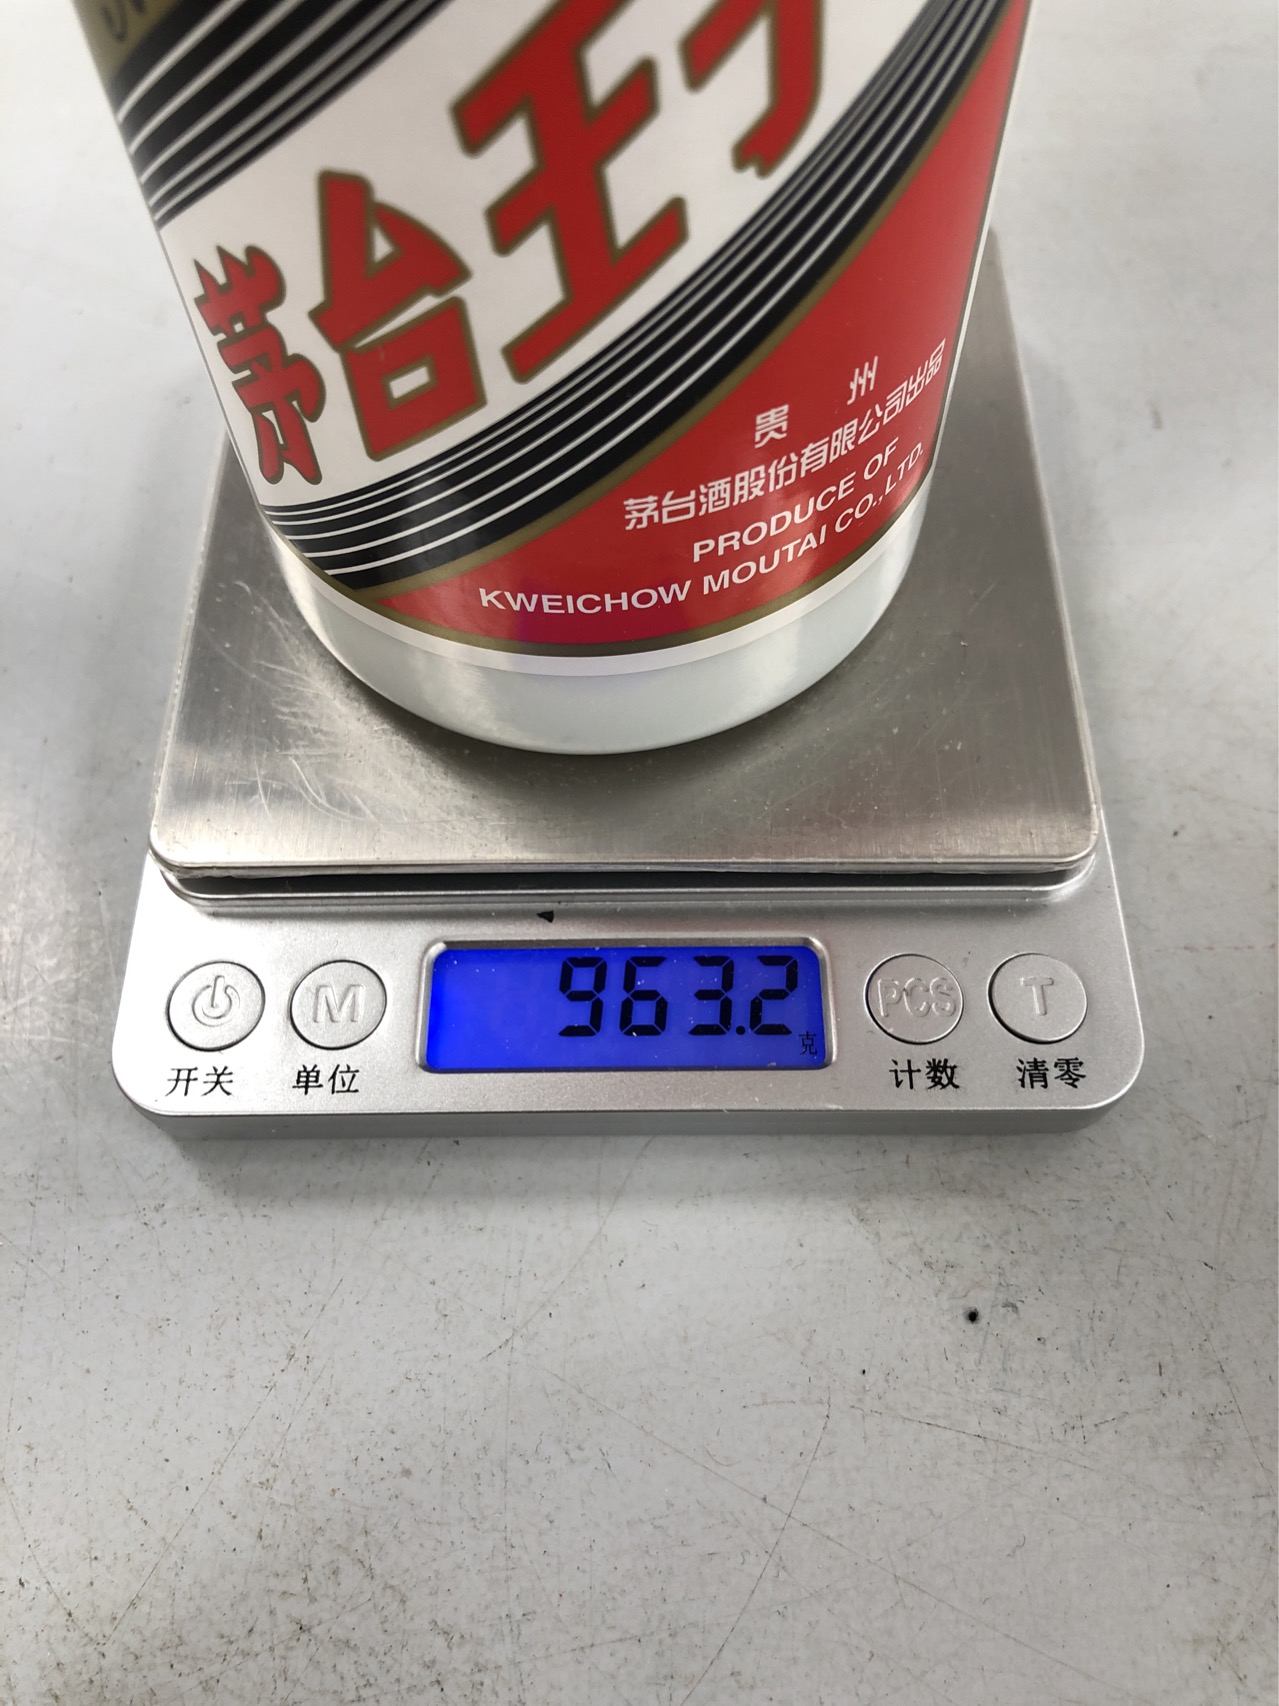 茅台王子
贵州
茅台酒股份有限公司出品
PRODUCE OF
KWEICHOW MOUTAI CO.,LTD.
963.2
克
M
PCS
T
开关
单位
计数
清零